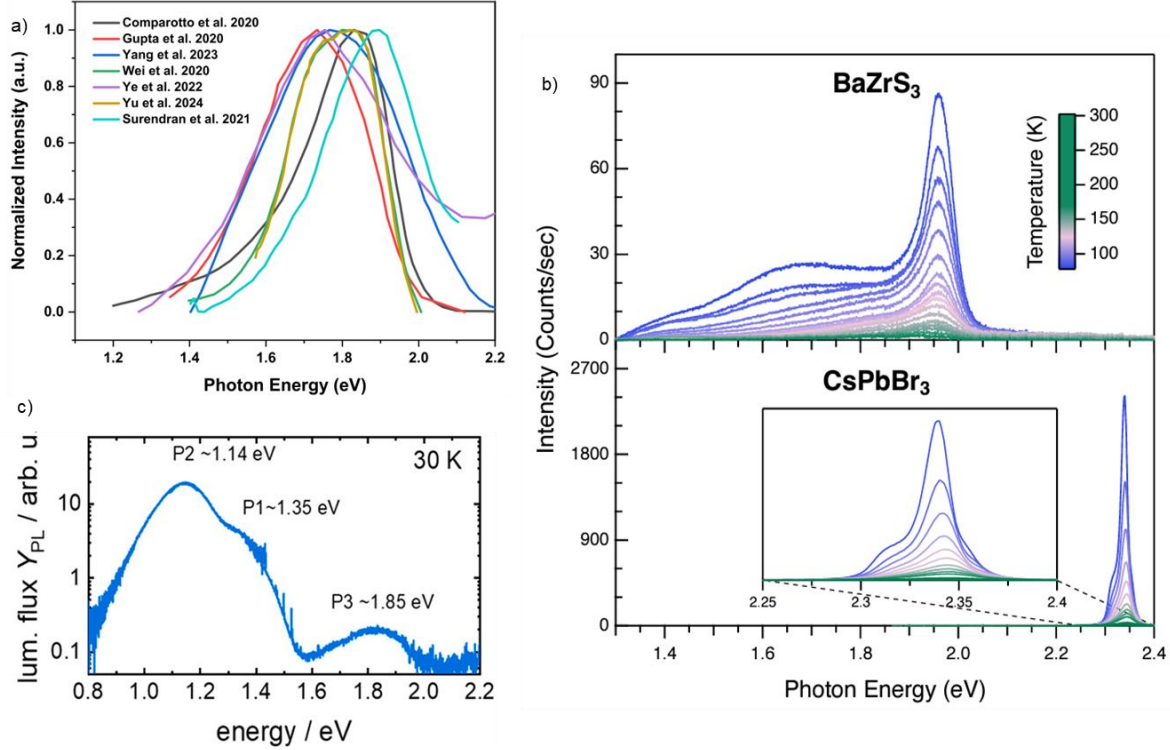 a)
Comparotto et al. 2020
Gupta et al. 2020
Yang et al. 2023
Wei et al. 2020
Ye et al. 2022
Yu et al. 2024
Surendran et al. 2021
Normalized Intensity (a.u.)
1.0
0.8
0.6
0.4
0.2
0.0
1.2 1.4 1.6 1.8 2.0 2.2
Photon Energy (eV)
b)
BaZrS3
90
60
30
0
Temperature (K)
300
250
200
150
100
Intensity (Counts/sec)
CsPbBr3
2700
1800
900
0
2.25 2.3 2.35 2.4
1.4 1.6 1.8 2.0 2.2 2.4
Photon Energy (eV)
c)
lum. flux YPL / arb. u.
10
1
0.1
P2 ~1.14 eV
30 K
P1~1.35 eV
P3 ~1.85 eV
0.8 1.0 1.2 1.4 1.6 1.8 2.0 2.2
energy / eV